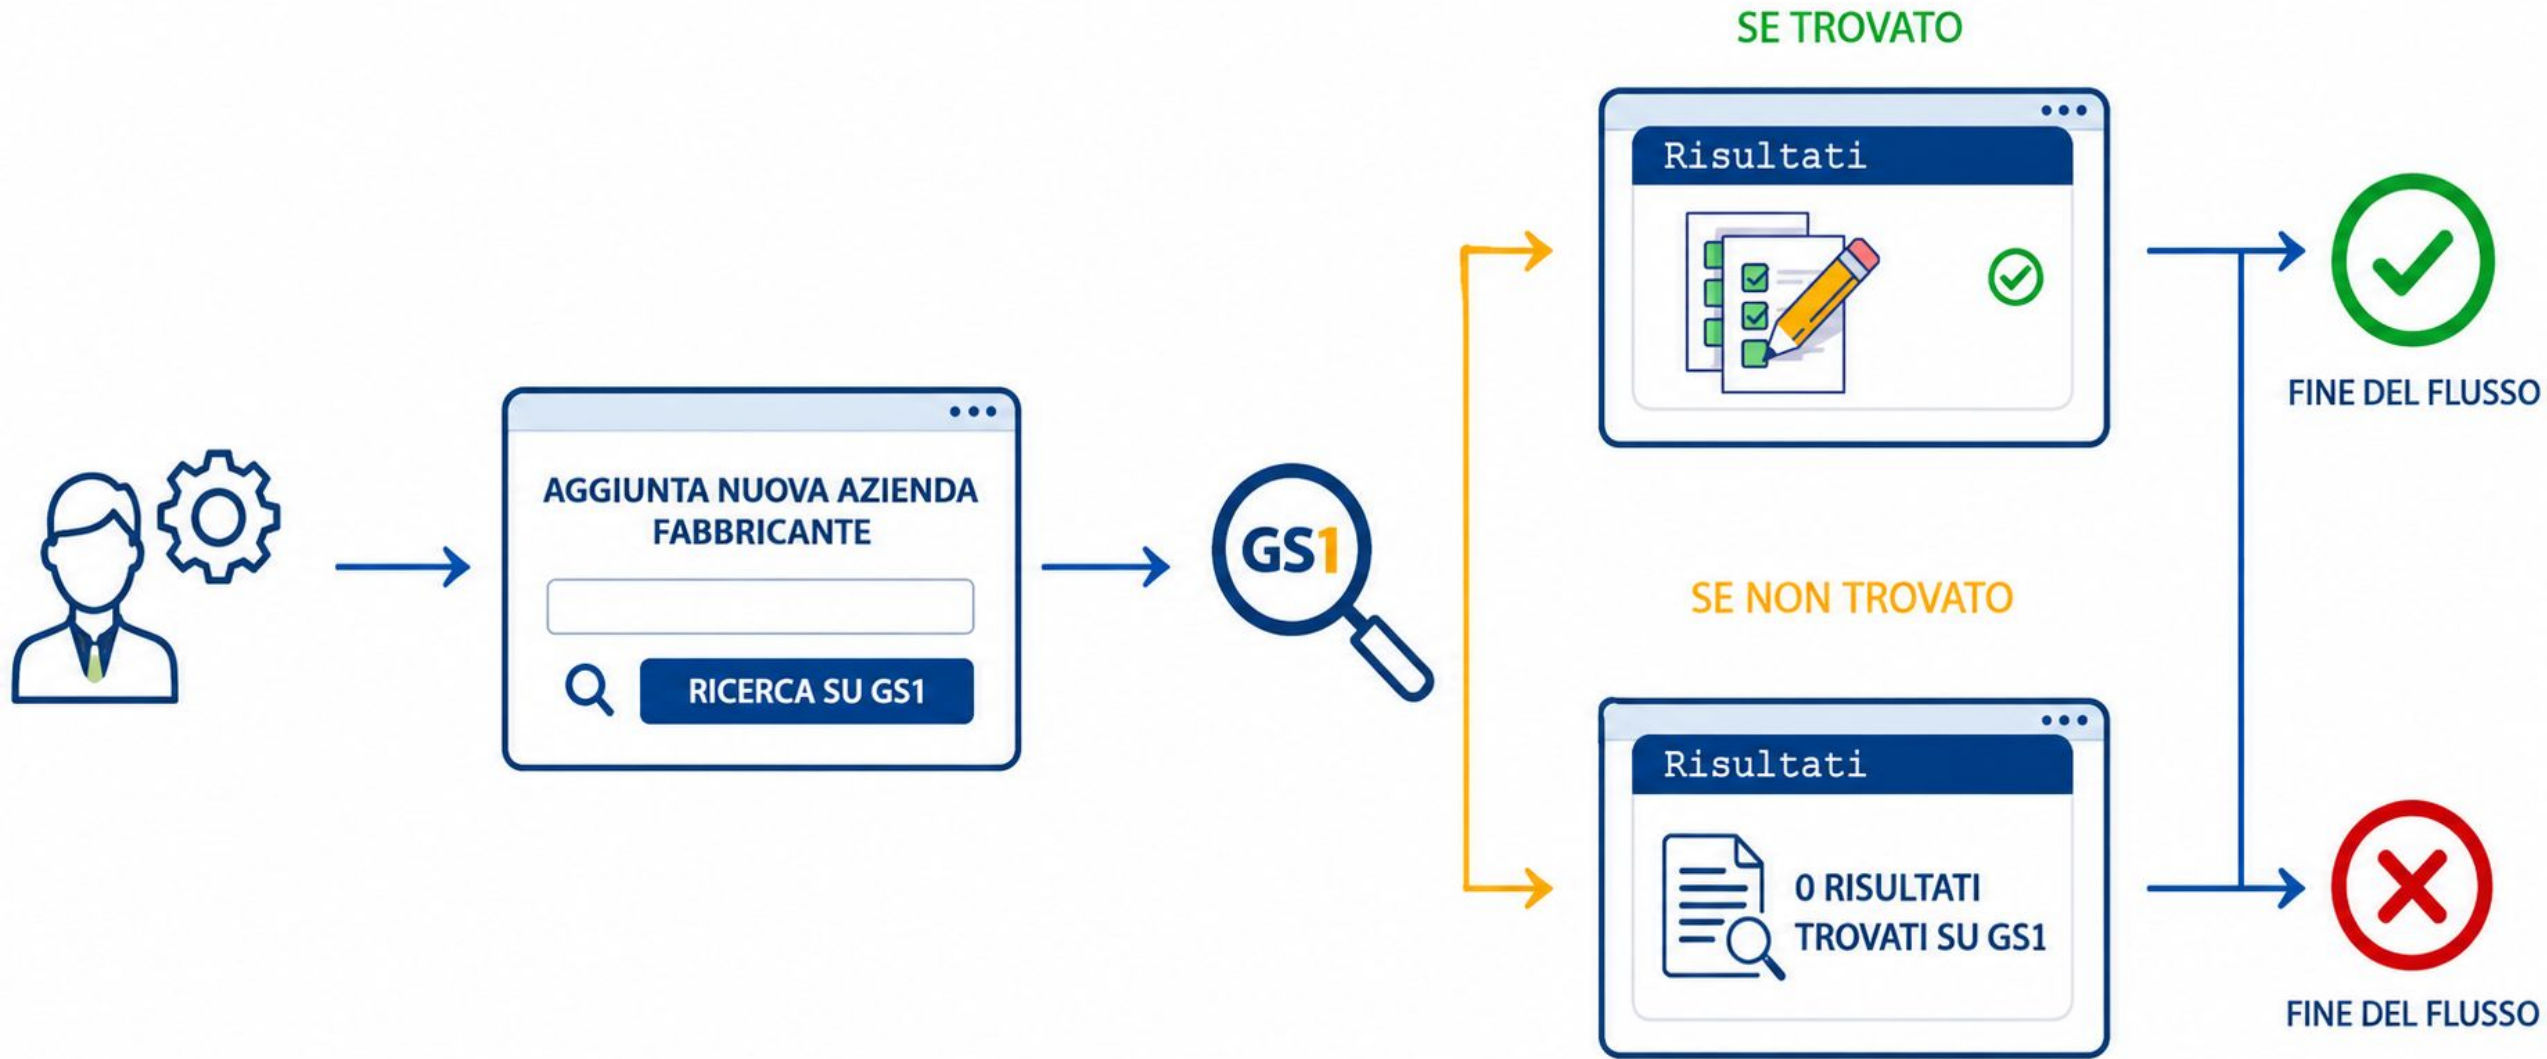 SE TROVATO
Risultati
FINE DEL FLUSSO
AGGIUNTA NUOVA AZIENDA
FABBRICANTE
RICERCA SU GS1
GS1
SE NON TROVATO
Risultati
0 RISULTATI
TROVATI SU GS1
FINE DEL FLUSSO